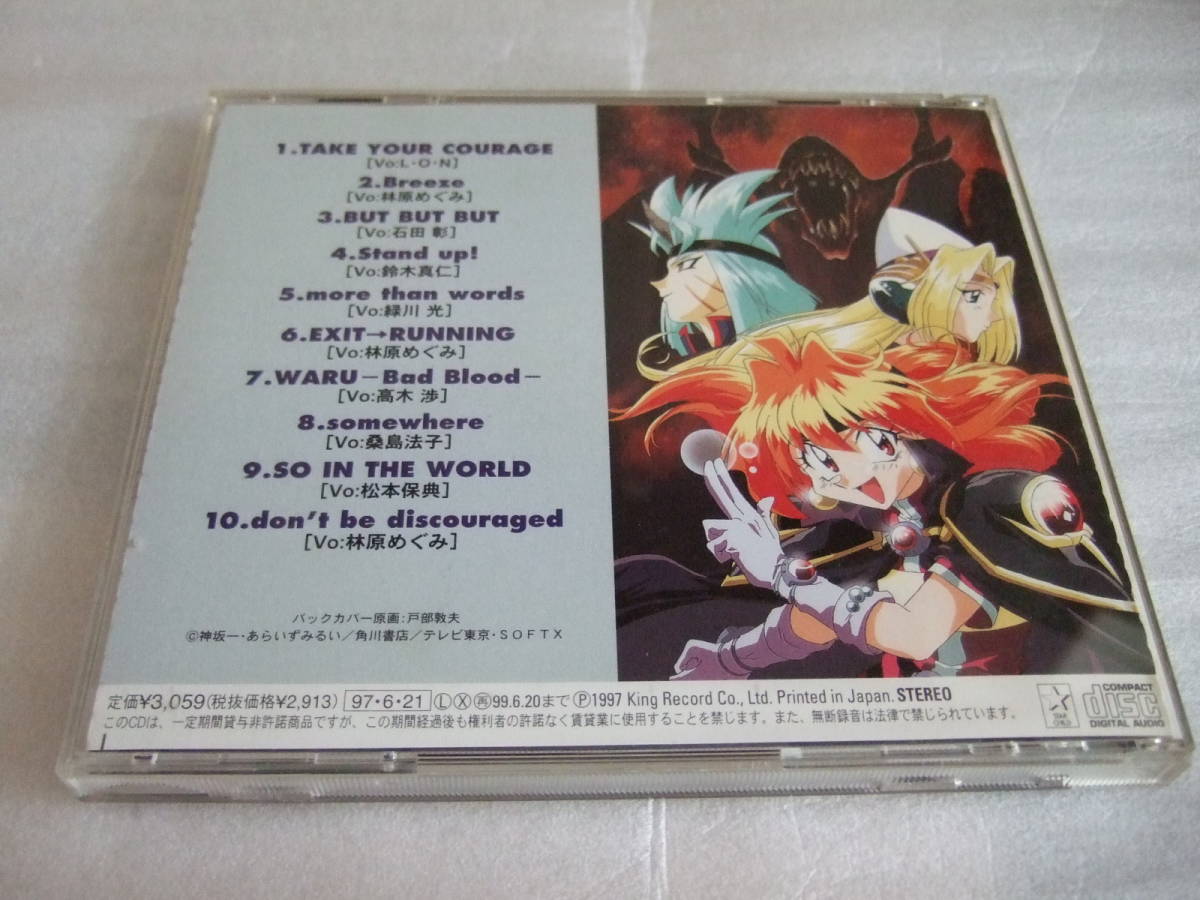 1.TAKE YOUR COURAGE
[Vo:L・O・N]
2.Breeze
[Vo:林原めぐみ]
3.BUT BUT BUT
[Vo:石田 彰]
4.Stand up!
[Vo:鈴木真仁]
5.more than words
[Vo:緑川 光]
6.EXIT→RUNNING
[Vo:林原めぐみ]
7.WARU－Bad Blood－
[Vo:高木 渉]
8.somewhere
[Vo:桑島法子]
9.SO IN THE WORLD
[Vo:松本保典]
10.don't be discouraged
[Vo:林原めぐみ]
バックカバー原画:戸部敦夫
©神坂一・あらいずみるい／角川書店／テレビ東京・SOFTX
定価¥3,059(税抜価格¥2,913) 97・6・21 Ⓛ Ⓧ ㊢99.6.20まで Ⓟ1997 King Record Co., Ltd. Printed in Japan. STEREO
このCDは、一定期間貸与非許諾商品ですが、この期間経過後も権利者の許諾なく賃貸業に使用することを禁じます。また、無断録音は法律で禁じられています。
COMPACT
disc
DIGITAL AUDIO